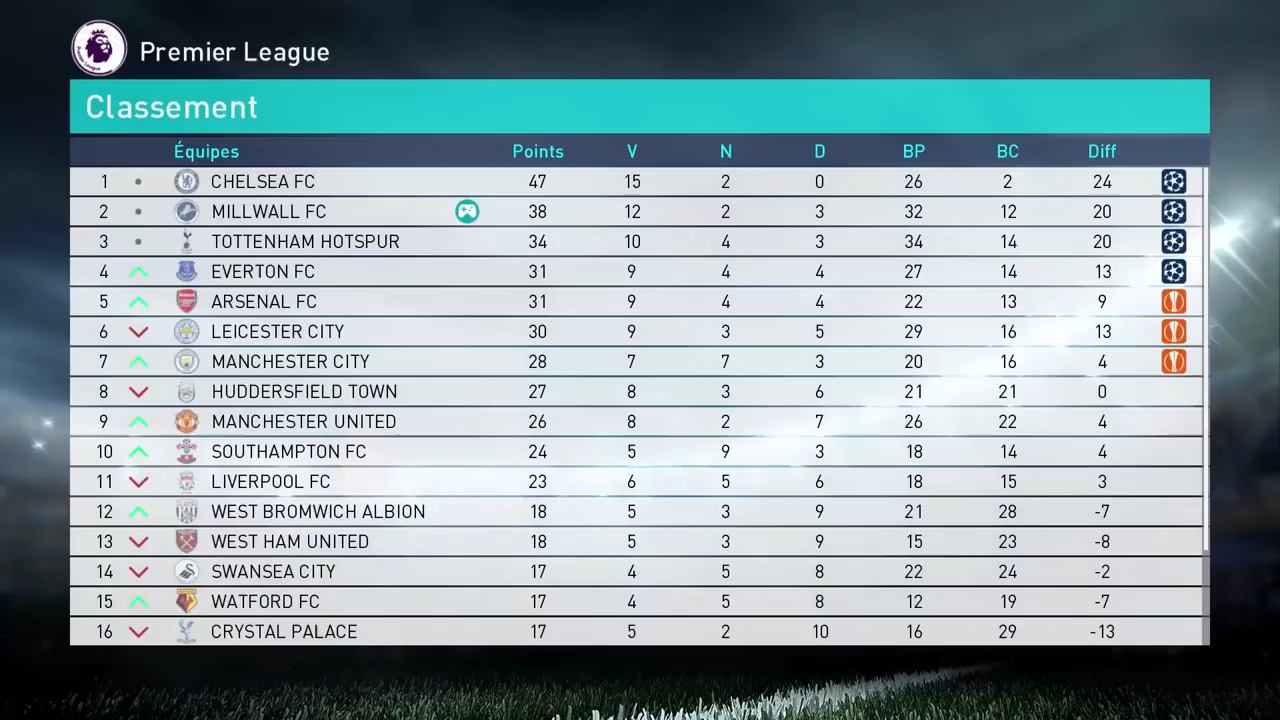 Premier League
Classement
Équipes Points V N D BP BC Diff
1 CHELSEA FC 47 15 2 0 26 2 24
2 MILLWALL FC 38 12 2 3 32 12 20
3 TOTTENHAM HOTSPUR 34 10 4 3 34 14 20
4 EVERTON FC 31 9 4 4 27 14 13
5 ARSENAL FC 31 9 4 4 22 13 9
6 LEICESTER CITY 30 9 3 5 29 16 13
7 MANCHESTER CITY 28 7 7 3 20 16 4
8 HUDDERSFIELD TOWN 27 8 3 6 21 21 0
9 MANCHESTER UNITED 26 8 2 7 26 22 4
10 SOUTHAMPTON FC 24 5 9 3 18 14 4
11 LIVERPOOL FC 23 6 5 6 18 15 3
12 WEST BROMWICH ALBION 18 5 3 9 21 28 -7
13 WEST HAM UNITED 18 5 3 9 15 23 -8
14 SWANSEA CITY 17 4 5 8 22 24 -2
15 WATFORD FC 17 4 5 8 12 19 -7
16 CRYSTAL PALACE 17 5 2 10 16 29 -13